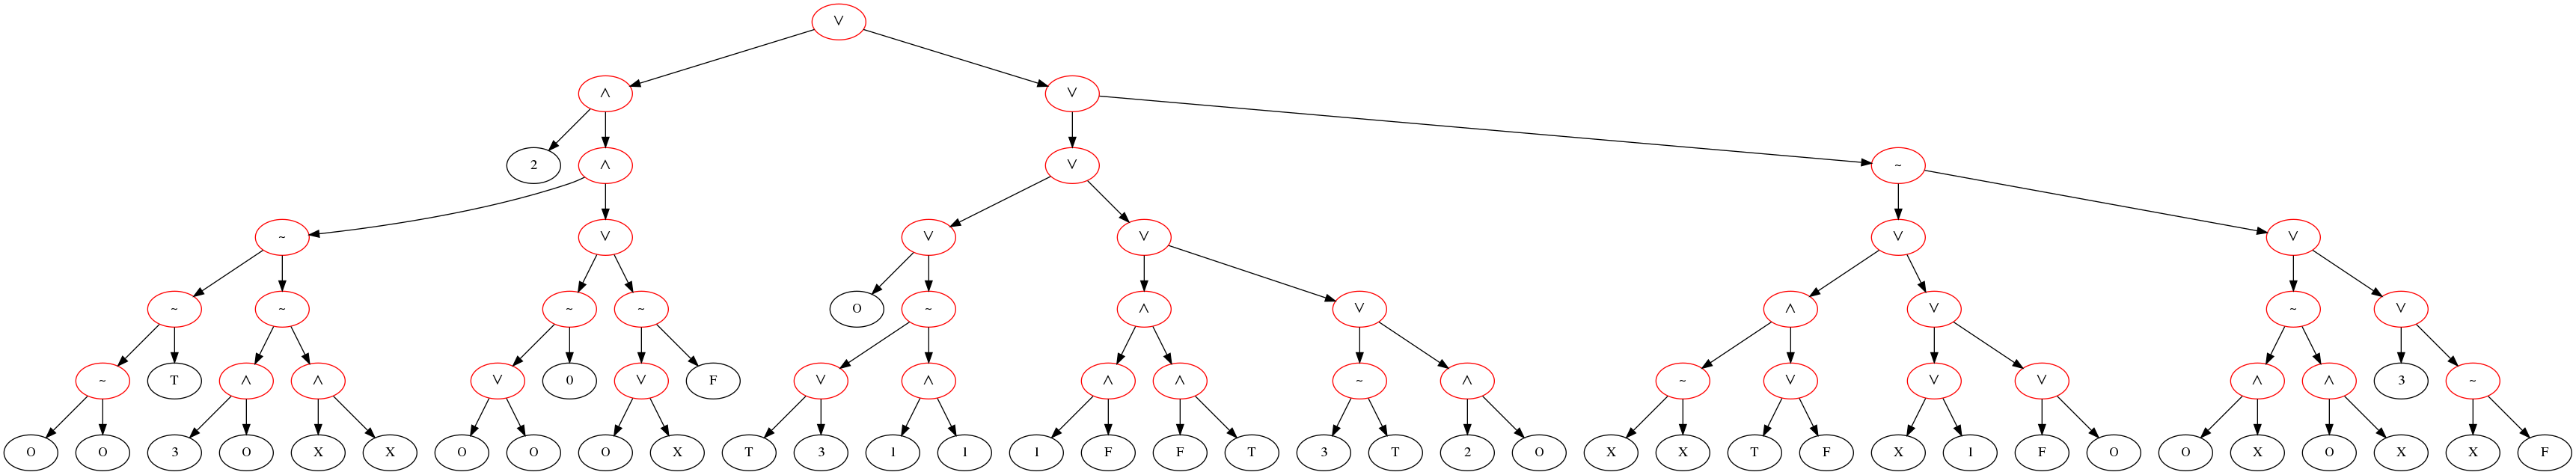 ∨
∧ ∨
2 ∧ ∨ ~
~ ∨ ∨ ∨ ∨ ∨
~ ~ ~ ~ O ~ ∧ ∨ ∧ ∨ ~ ∨
~ T ∧ ∧ ∨ 0 ∨ F ∨ ∧ ∧ ∧ ~ ∧ ~ ∨ ∨ ∨ ∧ ∧ 3 ~
O O 3 O X X O O O X T 3 1 1 1 F F T 3 T 2 O X X T F X 1 F O O X O X X F